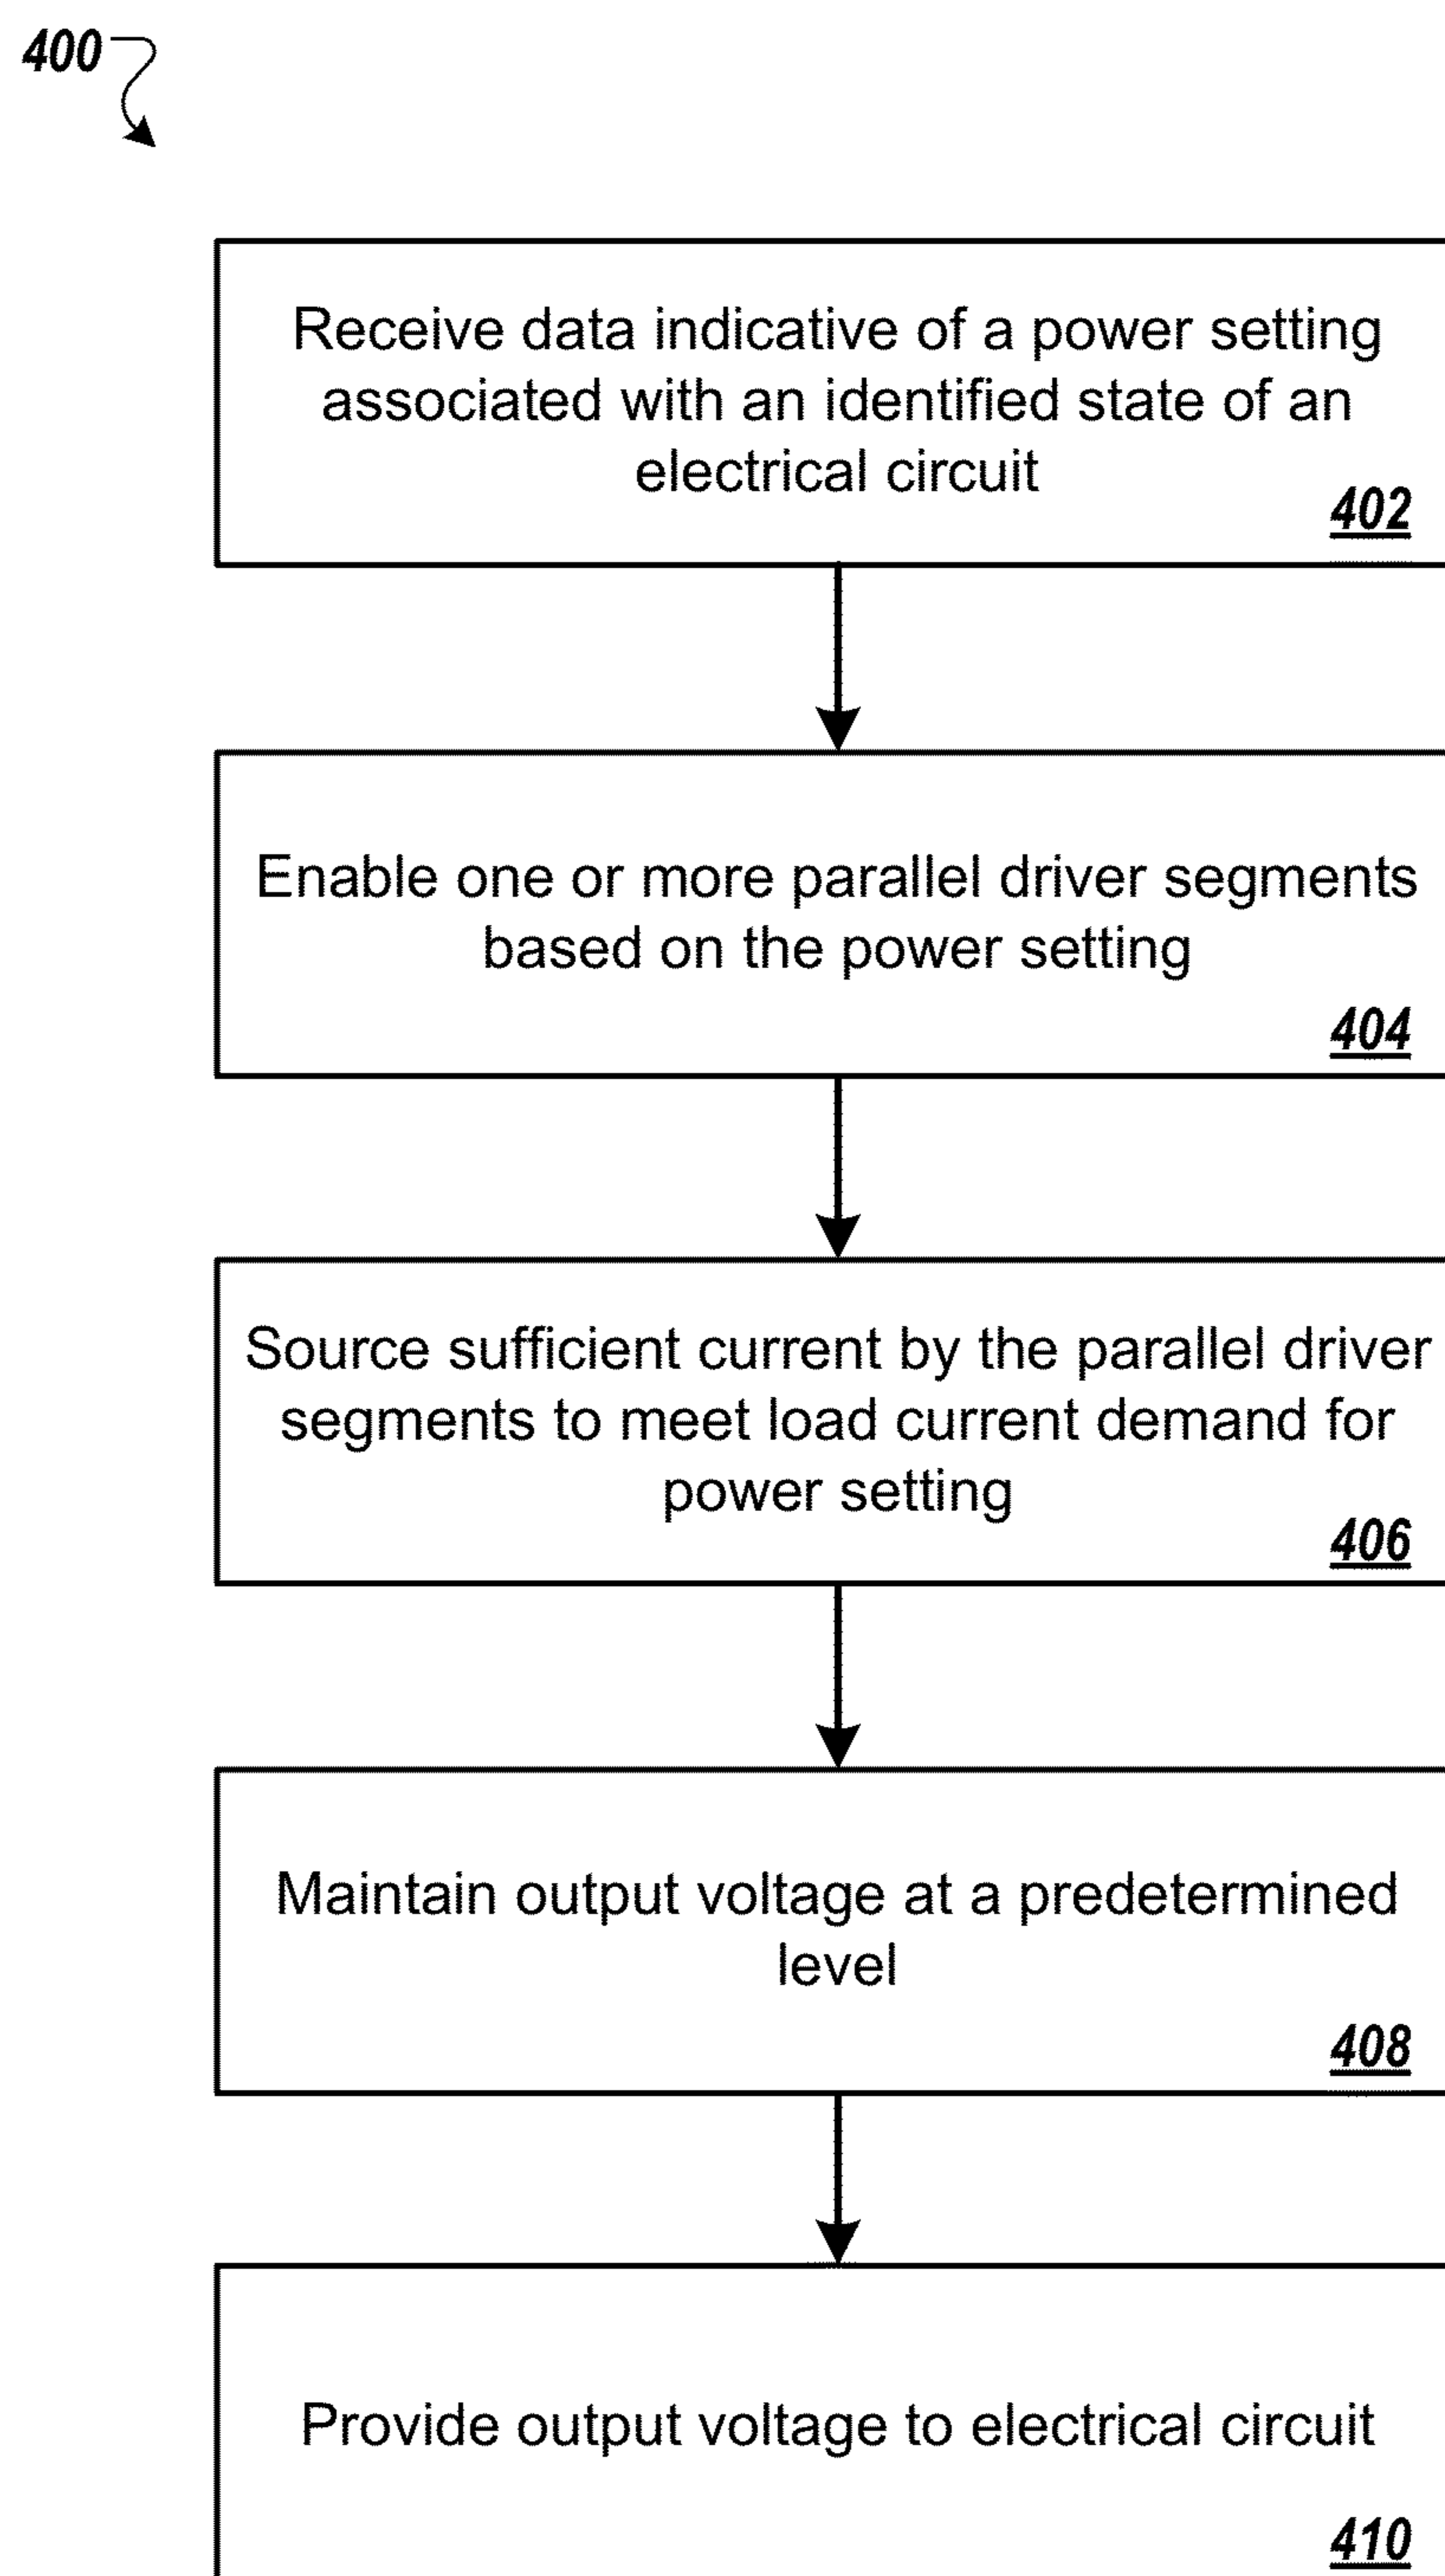 400
Receive data indicative of a power setting
associated with an identified state of an
electrical circuit
402
Enable one or more parallel driver segments
based on the power setting
404
Source sufficient current by the parallel driver
segments to meet load current demand for
power setting
406
Maintain output voltage at a predetermined
level
408
Provide output voltage to electrical circuit
410